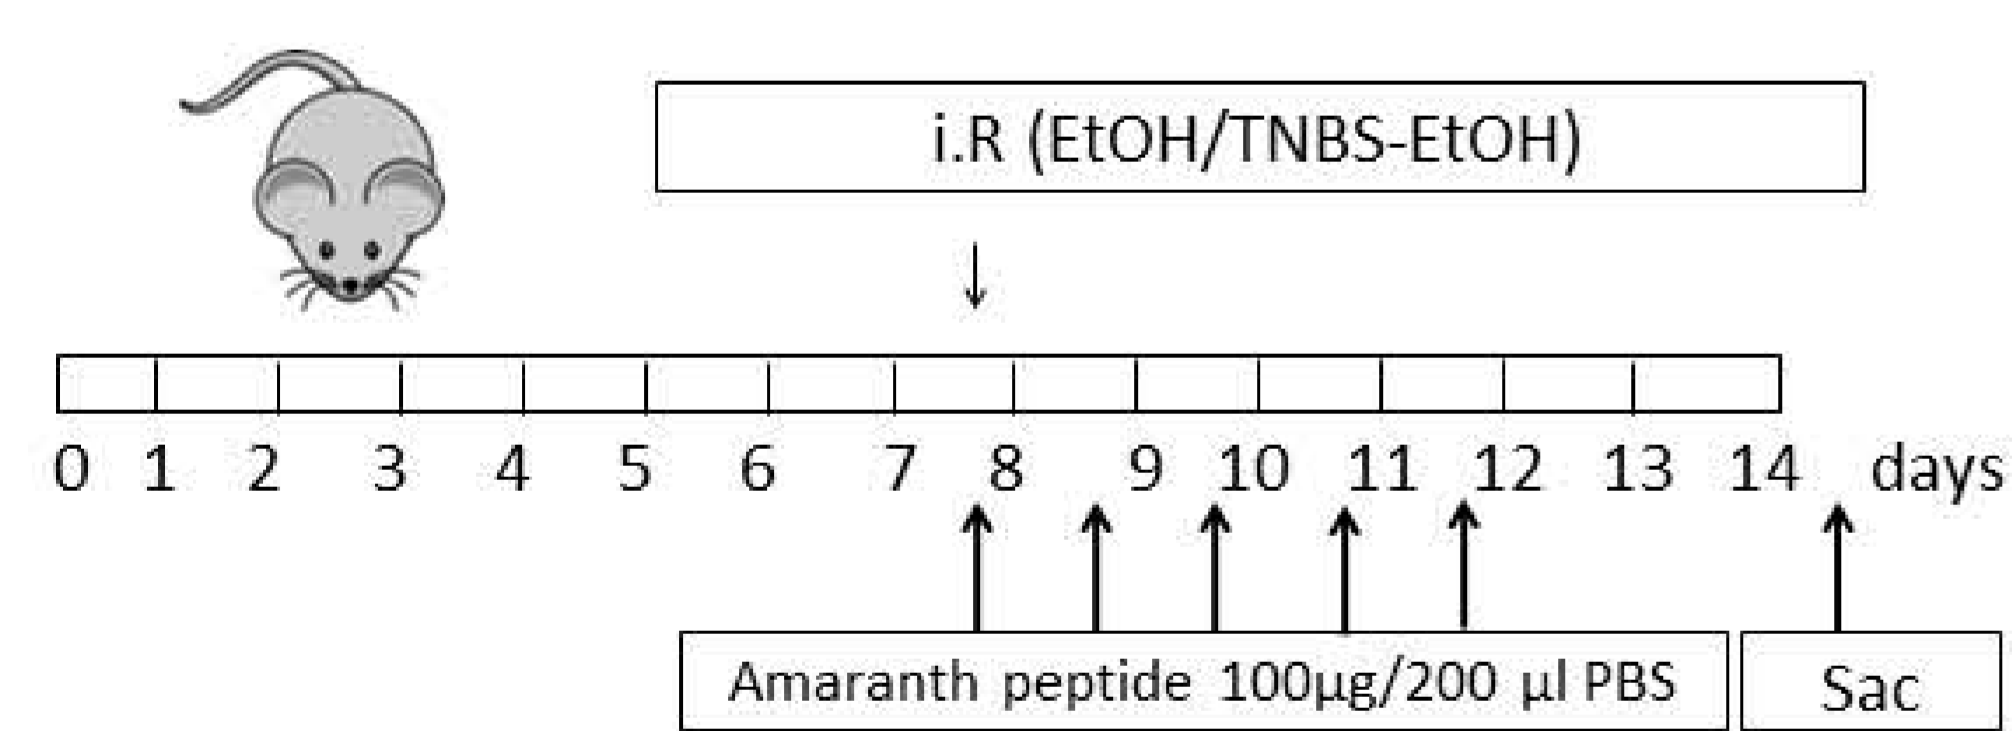 i.R (EtOH/TNBS-EtOH)
0 1 2 3 4 5 6 7 8 9 10 11 12 13 14 days
Amaranth peptide 100µg/200 µl PBS
Sac